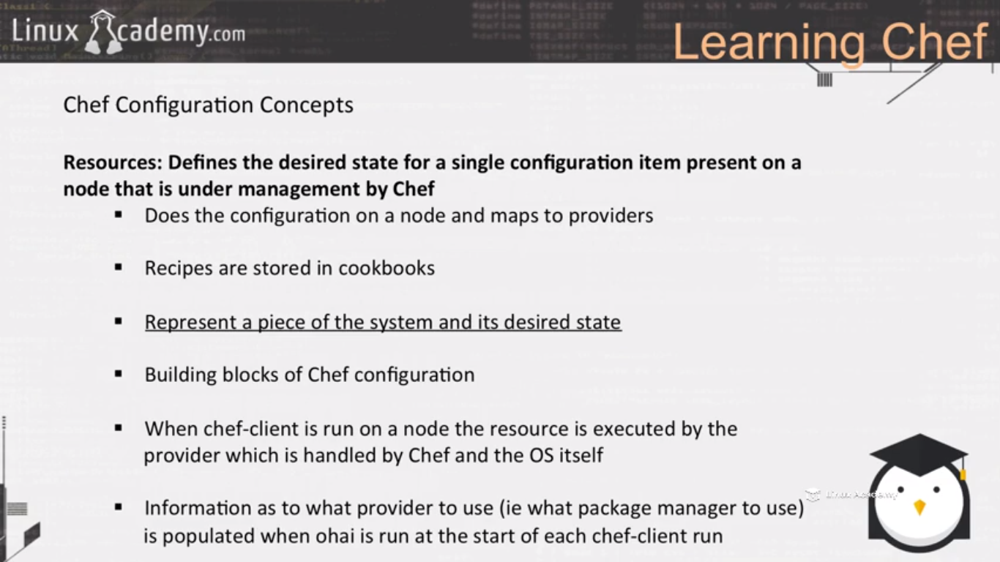 Linux Academy.com
Learning Chef
Chef Configuration Concepts
Resources: Defines the desired state for a single configuration item present on a
node that is under management by Chef
▪ Does the configuration on a node and maps to providers
▪ Recipes are stored in cookbooks
▪ Represent a piece of the system and its desired state
▪ Building blocks of Chef configuration
▪ When chef-client is run on a node the resource is executed by the
provider which is handled by Chef and the OS itself
▪ Information as to what provider to use (ie what package manager to use)
is populated when ohai is run at the start of each chef-client run
Linux Academy